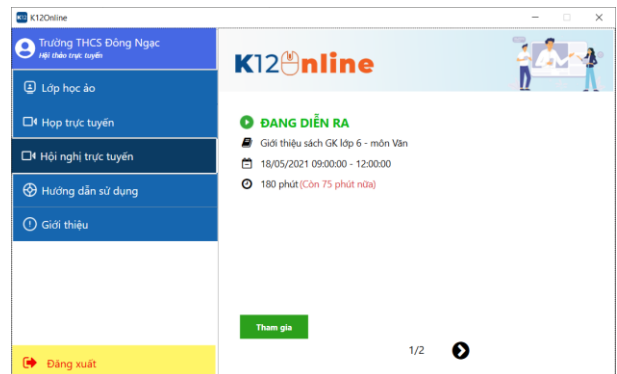 K12Online
Trường THCS Đông Ngạc
Hội thảo trực tuyến
Lớp học ảo
Họp trực tuyến
Hội nghị trực tuyến
Hướng dẫn sử dụng
Giới thiệu
Đăng xuất
K12Online
ĐANG DIỄN RA
Giới thiệu sách GK lớp 6 - môn Văn
18/05/2021 09:00:00 - 12:00:00
180 phút (Còn 75 phút nữa)
Tham gia
1/2